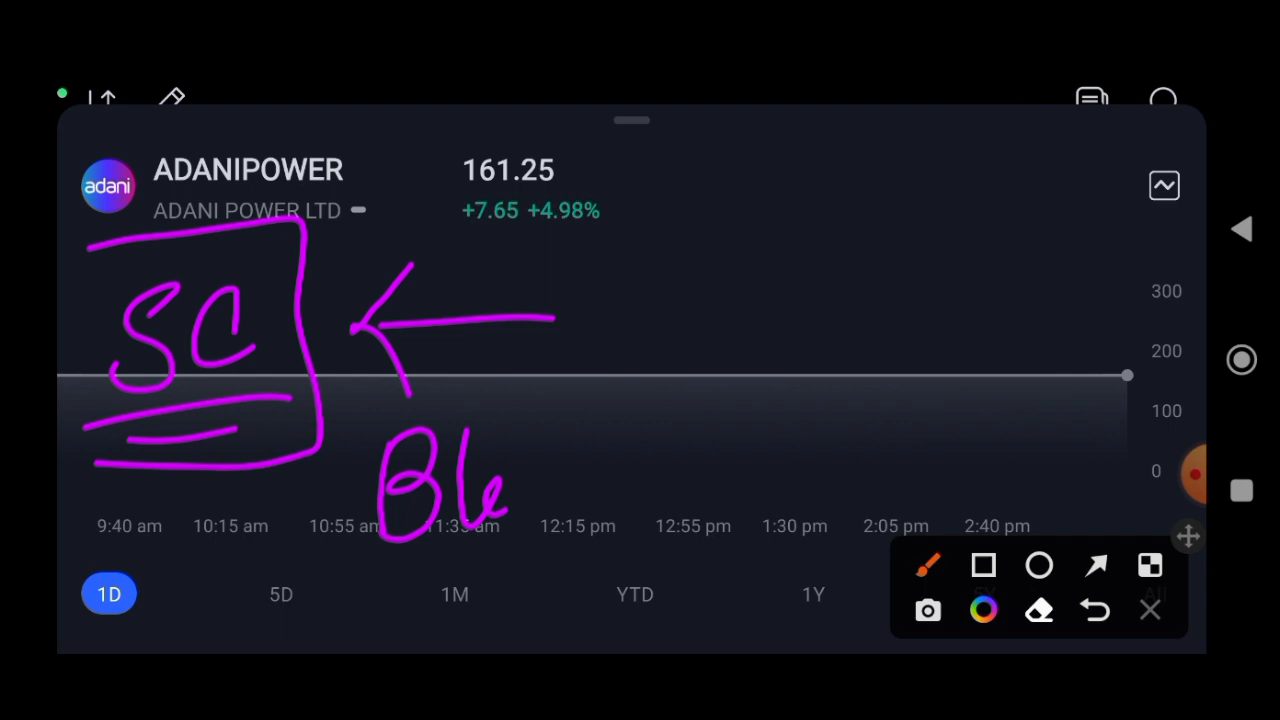 ADANIPOWER 161.25
adani
ADANI POWER LTD +7.65 +4.98%
SC
300
200
100
0
9:40 am 10:15 am 10:55 am 11:35 am 12:15 pm 12:55 pm 1:30 pm 2:05 pm 2:40 pm
1D 5D 1M YTD 1Y